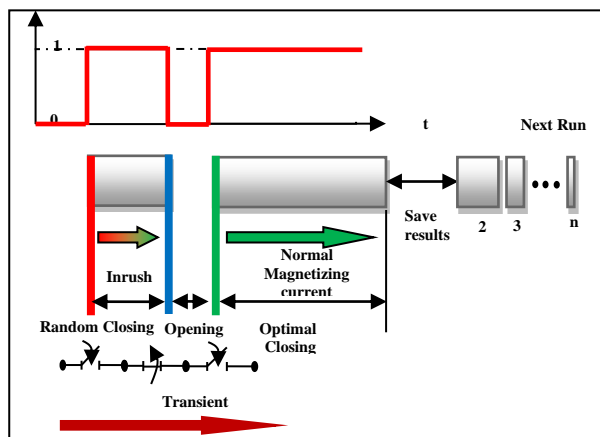 1
0
t
Next Run
Save
results
2
3
n
Inrush
Normal
Magnetizing
current
Random Closing
Opening
Optimal
Closing
Transient